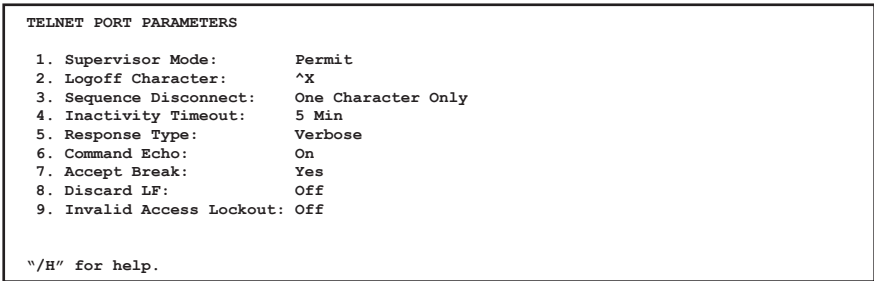 TELNET PORT PARAMETERS
1. Supervisor Mode: Permit
2. Logoff Character: ^X
3. Sequence Disconnect: One Character Only
4. Inactivity Timeout: 5 Min
5. Response Type: Verbose
6. Command Echo: On
7. Accept Break: Yes
8. Discard LF: Off
9. Invalid Access Lockout: Off
“/H” for help.